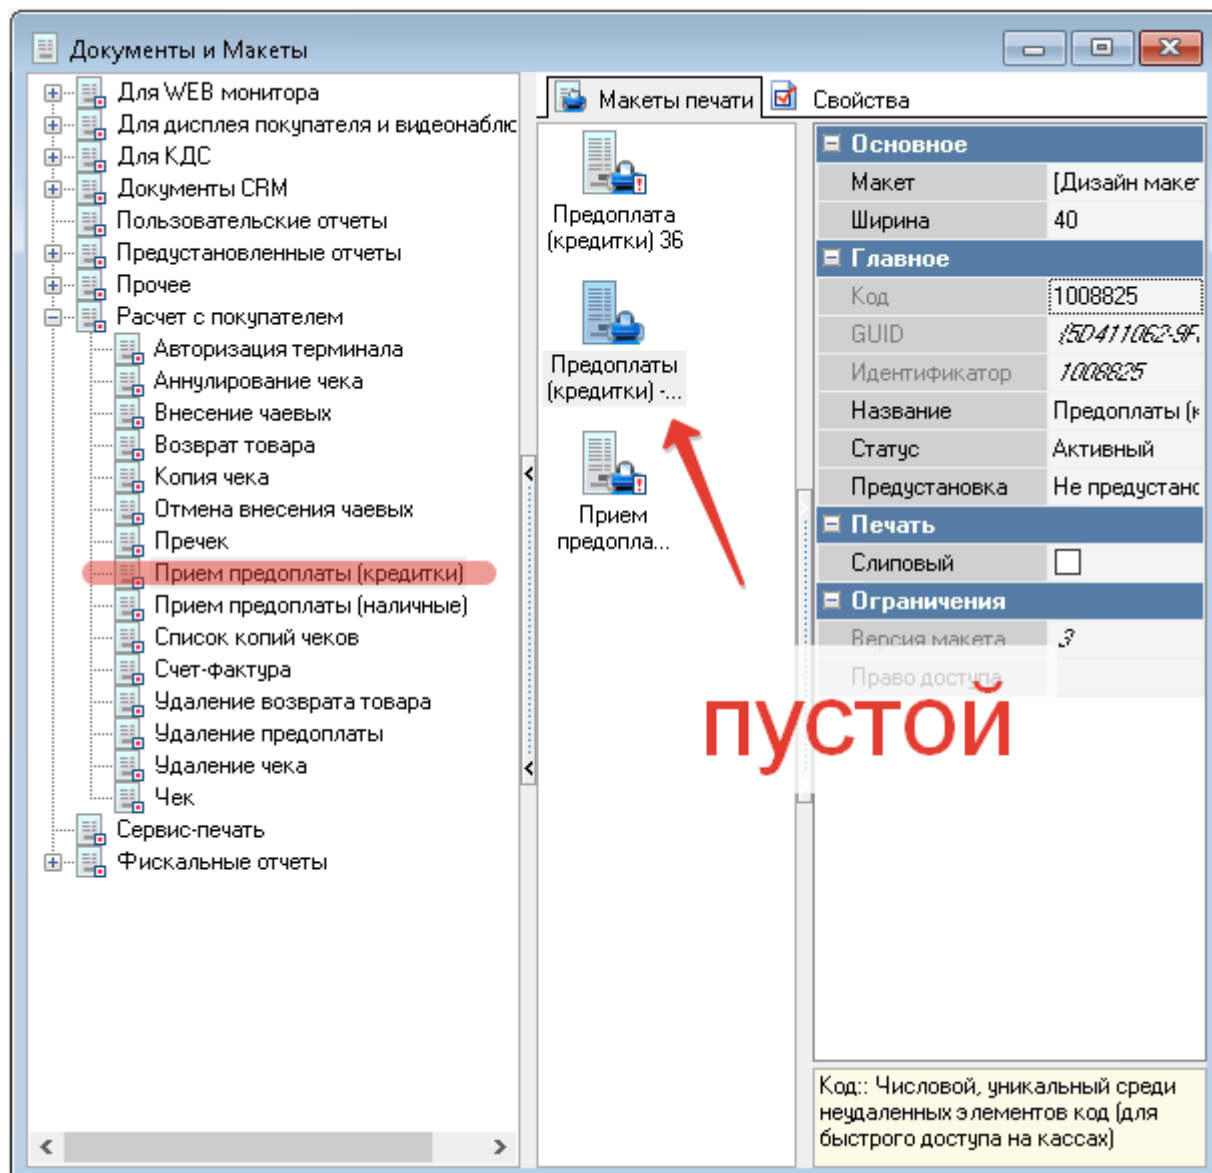 Документы и Макеты
Для WEB монитора
Для дисплея покупателя и видеонаблю
Для КДС
Документы CRM
Пользовательские отчеты
Предустановленные отчеты
Прочее
Расчет с покупателем
Авторизация терминала
Аннулирование чека
Внесение чаевых
Возврат товара
Копия чека
Отмена внесения чаевых
Пречек
Прием предоплаты (кредитки)
Прием предоплаты (наличные)
Список копий чеков
Счет-фактура
Удаление возврата товара
Удаление предоплаты
Удаление чека
Чек
Сервис-печать
Фискальные отчеты
Макеты печати
Свойства
Предоплата
(кредитки) 36
Предоплаты
(кредитки) -...
Прием
предопла...
Основное
Макет [Дизайн макет
Ширина 40
Главное
Код 1008825
GUID {5D411062-9F
Идентификатор 1008825
Название Предоплаты (к
Статус Активный
Предустановка Не предустанс
Печать
Слиповый
Ограничения
Версия макета 3
Право доступа
пустой
Код:: Числовой, уникальный среди
неудаленных элементов код (для
быстрого доступа на кассах)